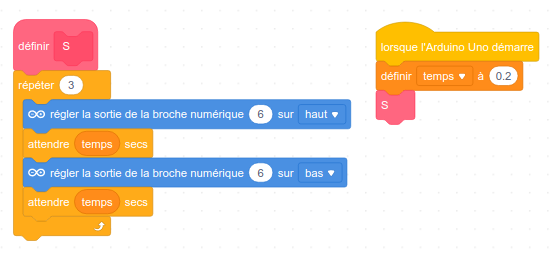 définir S
répéter 3
régler la sortie de la broche numérique 6 sur haut
attendre temps secs
régler la sortie de la broche numérique 6 sur bas
attendre temps secs
lorsque l'Arduino Uno démarre
définir temps à 0.2
S